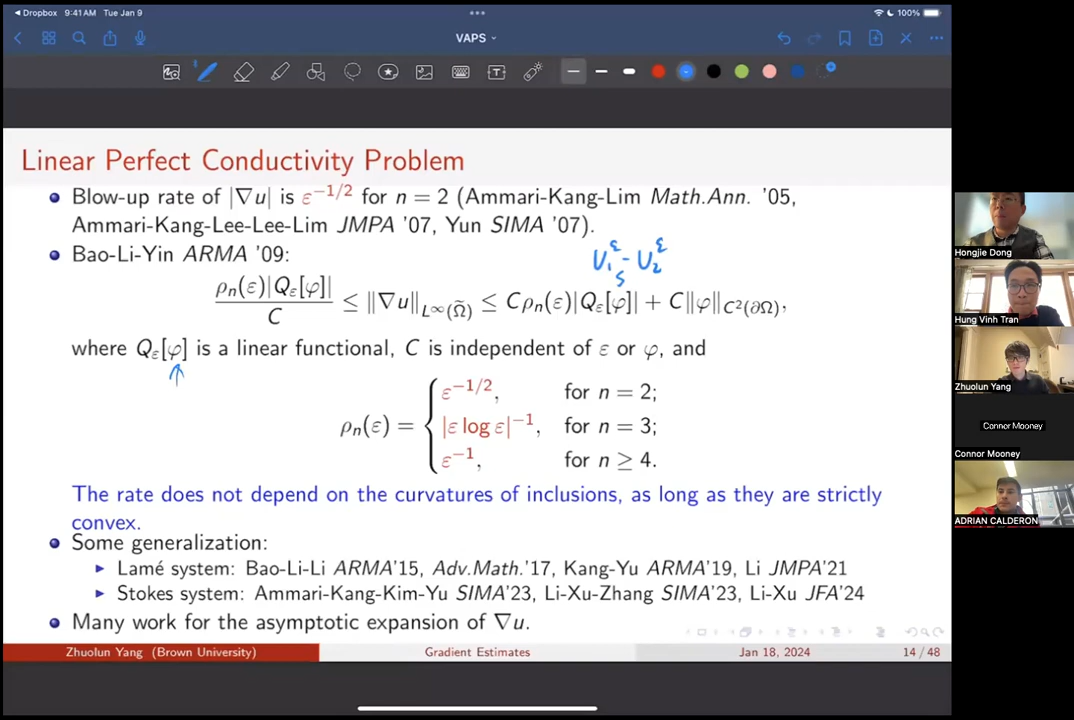 Dropbox 9:41 AM Tue Jan 9
100%
VAPS
Linear Perfect Conductivity Problem
Blow-up rate of |∇u| is ε^{−1/2} for n = 2 (Ammari-Kang-Lim Math.Ann. '05,
Ammari-Kang-Lee-Lee-Lim JMPA '07, Yun SIMA '07).
Bao-Li-Yin ARMA '09:
U₁^ε - U₂^ε
ρₙ(ε)|Q_ε[φ]| / C ≤ ‖∇u‖_{L^∞(Ω̃)} ≤ Cρₙ(ε)|Q_ε[φ]| + C‖φ‖_{C²(∂Ω)},
where Q_ε[φ] is a linear functional, C is independent of ε or φ, and
ρₙ(ε) = { ε^{−1/2}, for n = 2;
|ε log ε|^{−1}, for n = 3;
ε^{−1}, for n ≥ 4.
The rate does not depend on the curvatures of inclusions, as long as they are strictly
convex.
Some generalization:
Lamé system: Bao-Li-Li ARMA'15, Adv.Math.'17, Kang-Yu ARMA'19, Li JMPA'21
Stokes system: Ammari-Kang-Kim-Yu SIMA'23, Li-Xu-Zhang SIMA'23, Li-Xu JFA'24
Many work for the asymptotic expansion of ∇u.
Zhuolun Yang (Brown University) Gradient Estimates Jan 18, 2024 14 / 48
Hongjie Dong
Hung Vinh Tran
Zhuolun Yang
Connor Mooney
Connor Mooney
ADRIAN CALDERON